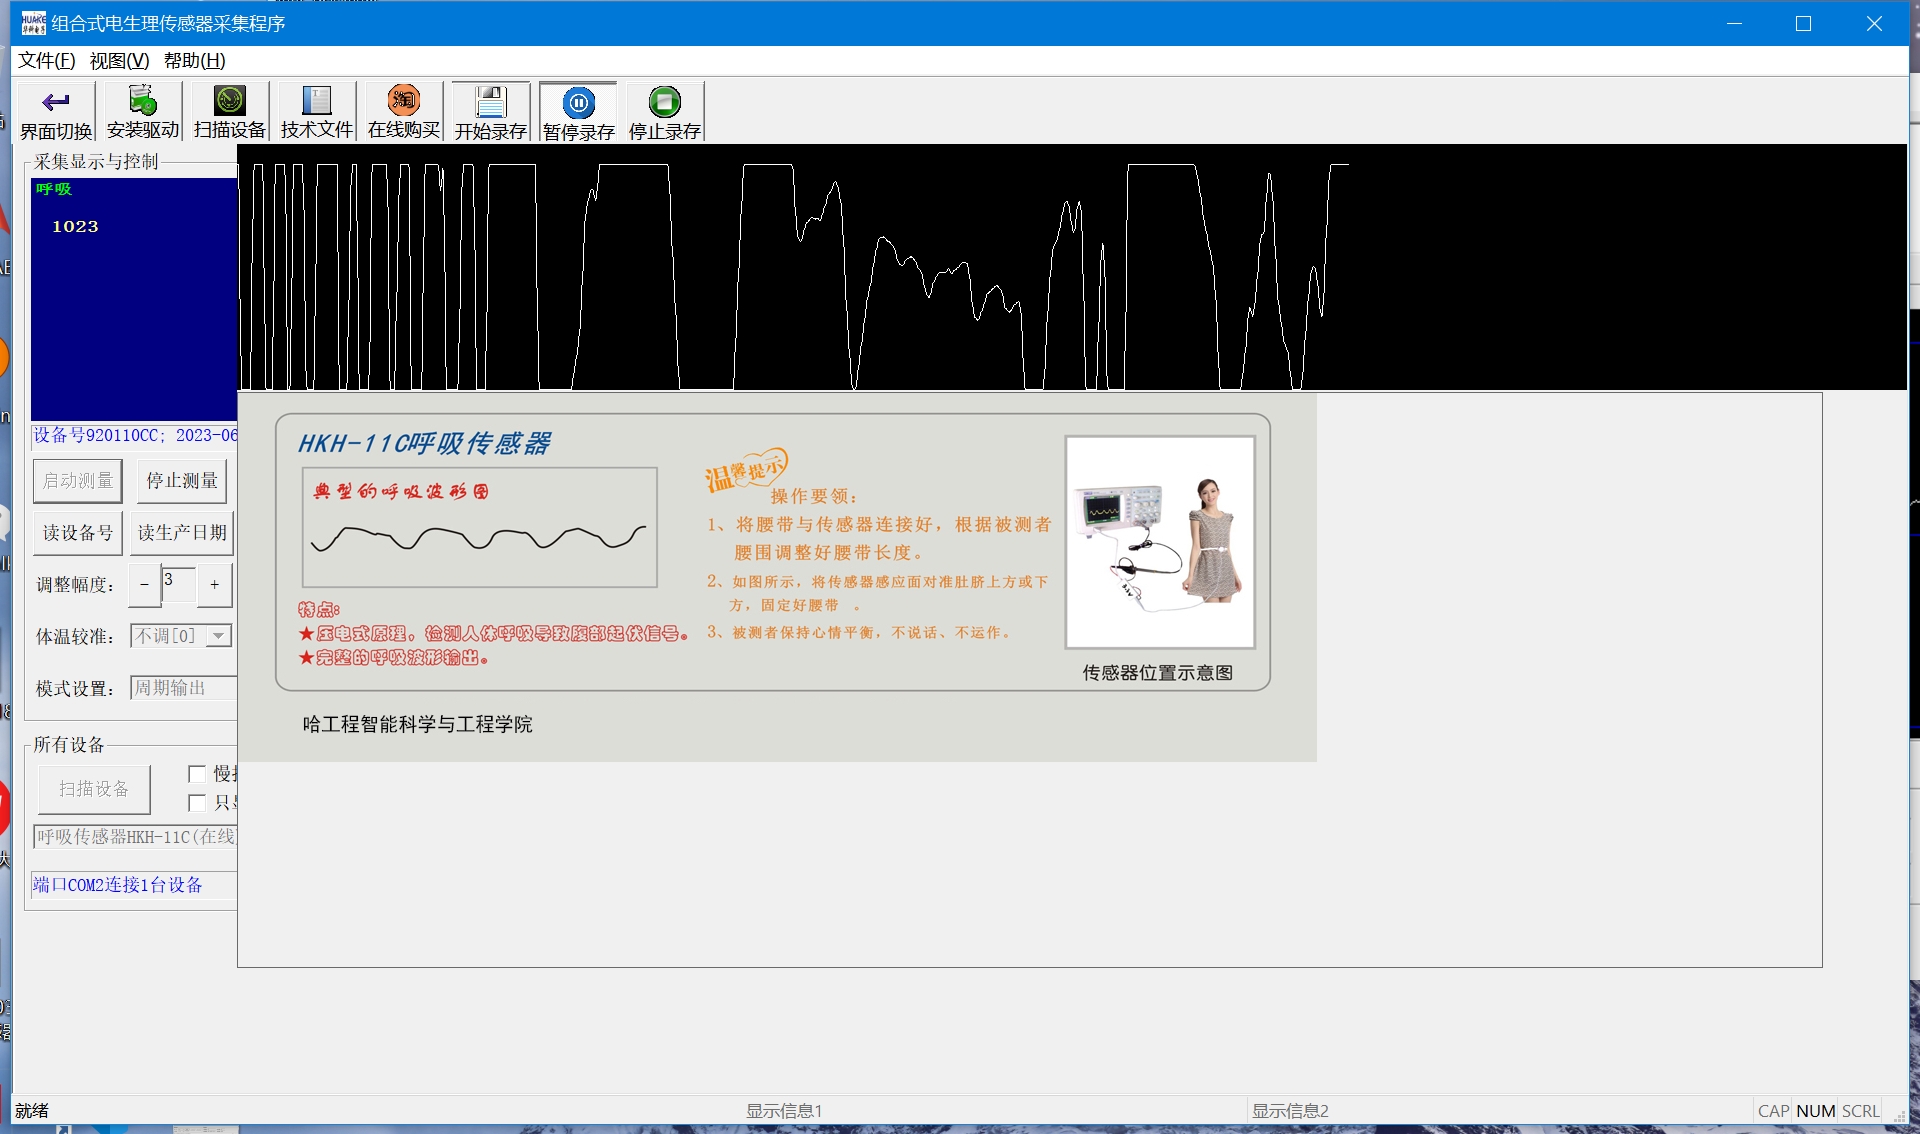 HUAKE
组合式电生理传感器采集程序
文件(F) 视图(V) 帮助(H)
界面切换 安装驱动 扫描设备 技术文件 在线购买 开始录存 暂停录存 停止录存
采集显示与控制
呼吸
1023
设备号920110CC; 2023-06
启动测量 停止测量
读设备号 读生产日期
调整幅度: - 3 +
体温较准: 不调[0]
模式设置: 周期输出
所有设备
扫描设备
慢扫
只显
呼吸传感器HKH-11C(在线)
端口COM2连接1台设备
HKH-11C呼吸传感器
典型的呼吸波形图
特点:
★压电式原理，检测人体呼吸导致腹部起伏信号。
★完整的呼吸波形输出。
温馨提示
操作要领：
1、将腰带与传感器连接好，根据被测者
腰围调整好腰带长度。
2、如图所示，将传感器感应面对准肚脐上方或下
方，固定好腰带 。
3、被测者保持心情平衡，不说话、不运作。
传感器位置示意图
哈工程智能科学与工程学院
就绪 显示信息1 显示信息2 CAP NUM SCRL